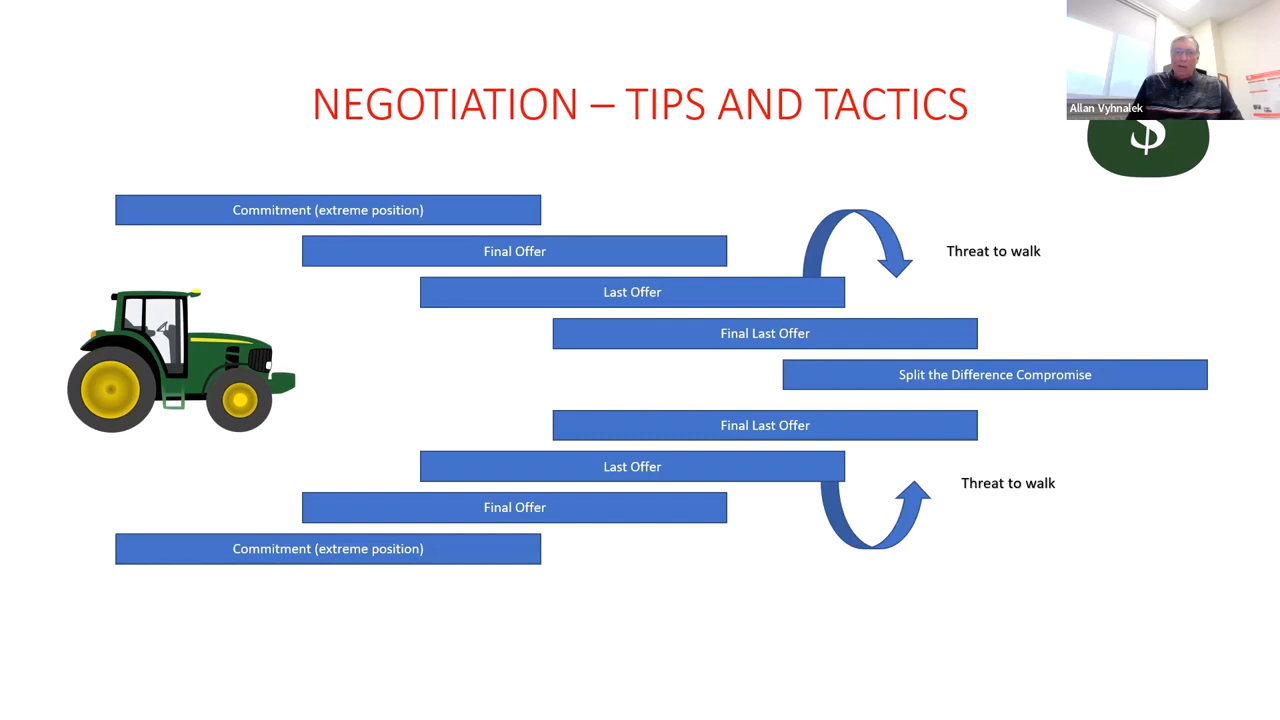 Allan Vyhnalek
$
NEGOTIATION – TIPS AND TACTICS
Commitment (extreme position)
Final Offer
Threat to walk
Last Offer
Final Last Offer
Split the Difference Compromise
Final Last Offer
Last Offer
Threat to walk
Final Offer
Commitment (extreme position)